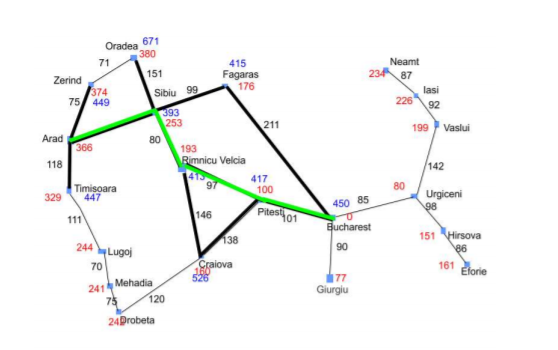 Oradea 671
380
71
151
Zerind
374
449
75
Sibiu
99
415
Fagaras
176
393
253
Arad
366
80
193
Rimnicu Velcia
413
97
211
118
Timisoara
329 447
111
146
417
100
Pitesti
101
138
450
0
Bucharest
85
90
77
Giurgiu
244 Lugoj
70
Mehadia
241
75
Drobeta
242
120
Craiova
160
526
Neamt
234
87
Iasi
226
92
199
Vaslui
142
80
Urgiceni
98
151
Hirsova
86
161
Eforie